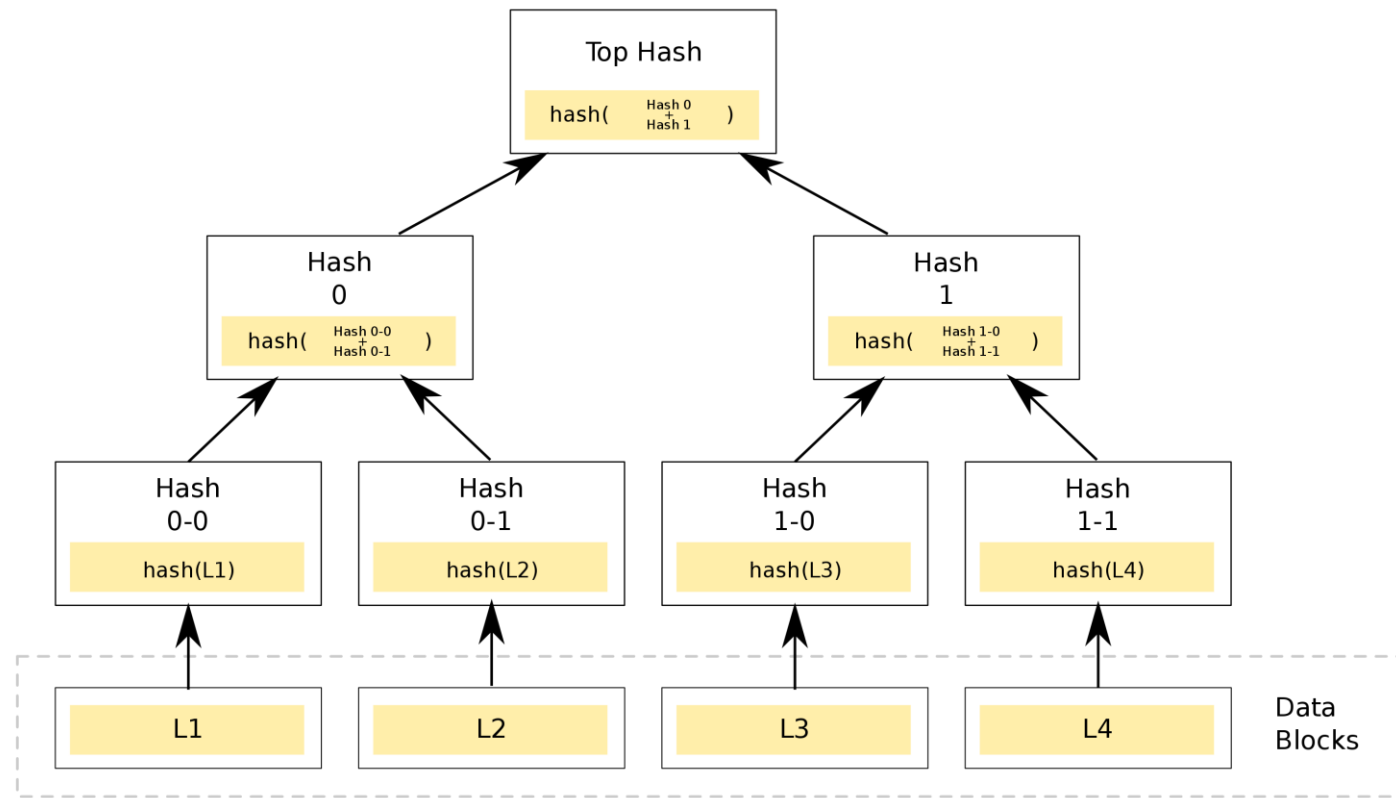 Top Hash
hash( Hash 0 + Hash 1 )
Hash
0
hash( Hash 0-0 + Hash 0-1 )
Hash
1
hash( Hash 1-0 + Hash 1-1 )
Hash
0-0
hash(L1)
Hash
0-1
hash(L2)
Hash
1-0
hash(L3)
Hash
1-1
hash(L4)
L1
L2
L3
L4
Data
Blocks